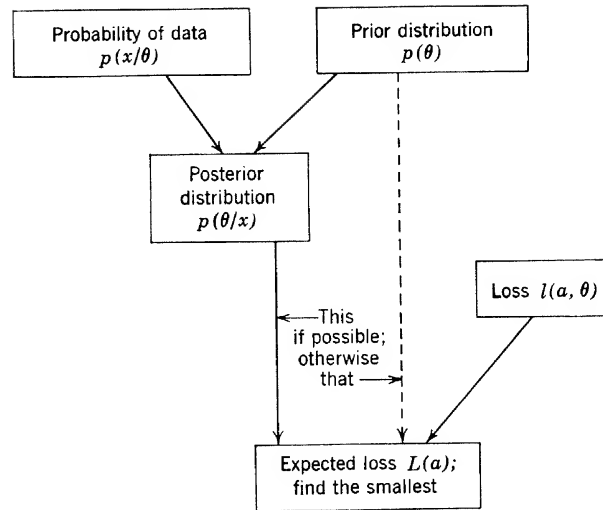 Probability of data
p(x/θ)
Prior distribution
p(θ)
Posterior
distribution
p(θ/x)
Loss l(a, θ)
This
if possible;
otherwise
that
Expected loss L(a);
find the smallest